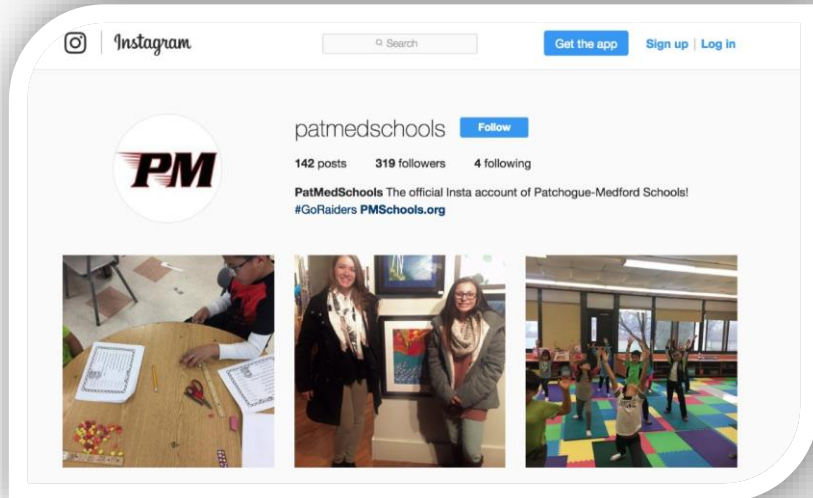 Instagram
Search
Get the app
Sign up | Log in
patmedschools
Follow
142 posts 319 followers 4 following
PatMedSchools The official Insta account of Patchogue-Medford Schools!
#GoRaiders PMSchools.org
PM